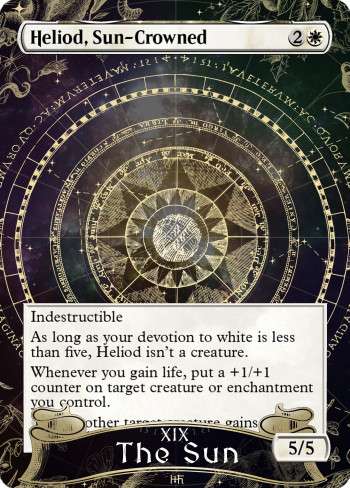 Heliod, Sun-Crowned 2
Indestructible
As long as your devotion to white is less
than five, Heliod isn't a creature.
Whenever you gain life, put a +1/+1
counter on target creature or enchantment
you control.
other target creature gains
XIX
The Sun
5/5